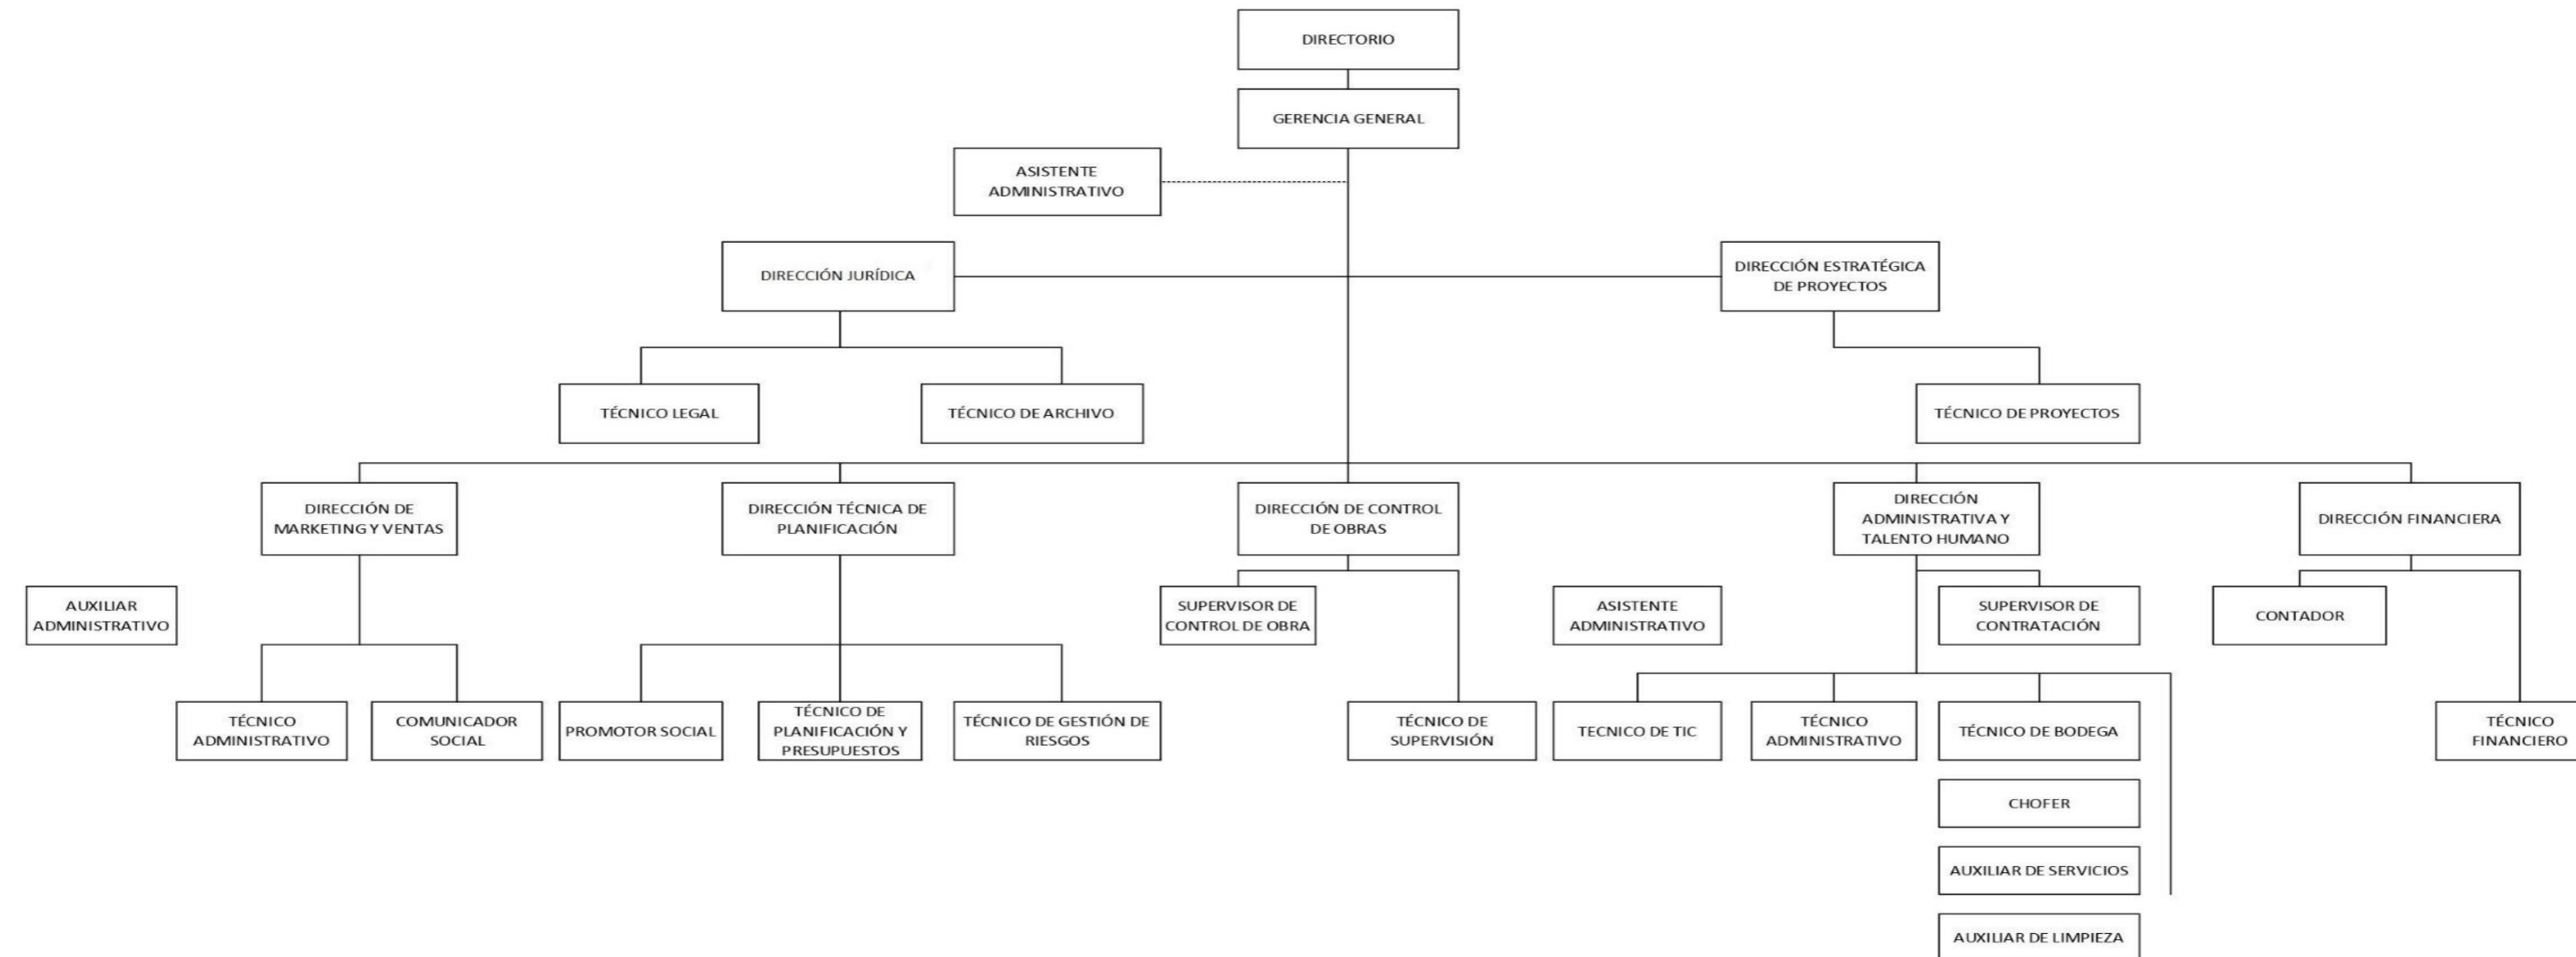 DIRECTORIO
GERENCIA GENERAL
ASISTENTE
ADMINISTRATIVO
DIRECCIÓN JURÍDICA
DIRECCIÓN ESTRATÉGICA
DE PROYECTOS
TÉCNICO LEGAL
TÉCNICO DE ARCHIVO
TÉCNICO DE PROYECTOS
DIRECCIÓN DE
MARKETING Y VENTAS
DIRECCIÓN TÉCNICA DE
PLANIFICACIÓN
DIRECCIÓN DE CONTROL
DE OBRAS
DIRECCIÓN
ADMINISTRATIVA Y
TALENTO HUMANO
DIRECCIÓN FINANCIERA
AUXILIAR
ADMINISTRATIVO
SUPERVISOR DE
CONTROL DE OBRA
ASISTENTE
ADMINISTRATIVO
SUPERVISOR DE
CONTRATACIÓN
CONTADOR
TÉCNICO
ADMINISTRATIVO
COMUNICADOR
SOCIAL
PROMOTOR SOCIAL
TÉCNICO DE
PLANIFICACIÓN Y
PRESUPUESTOS
TÉCNICO DE GESTIÓN DE
RIESGOS
TÉCNICO DE
SUPERVISIÓN
TECNICO DE TIC
TÉCNICO
ADMINISTRATIVO
TÉCNICO DE BODEGA
TÉCNICO
FINANCIERO
CHOFER
AUXILIAR DE SERVICIOS
AUXILIAR DE LIMPIEZA